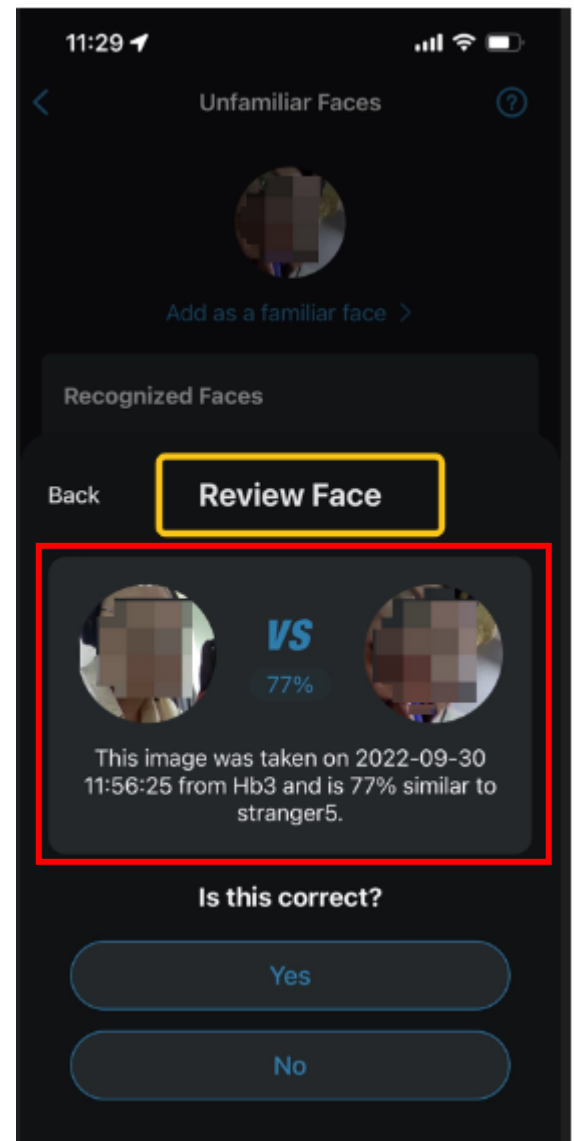 11:29
Unfamiliar Faces
?
Add as a familiar face >
Recognized Faces
Back
Review Face
VS
77%
This image was taken on 2022-09-30
11:56:25 from Hb3 and is 77% similar to
stranger5.
Is this correct?
Yes
No